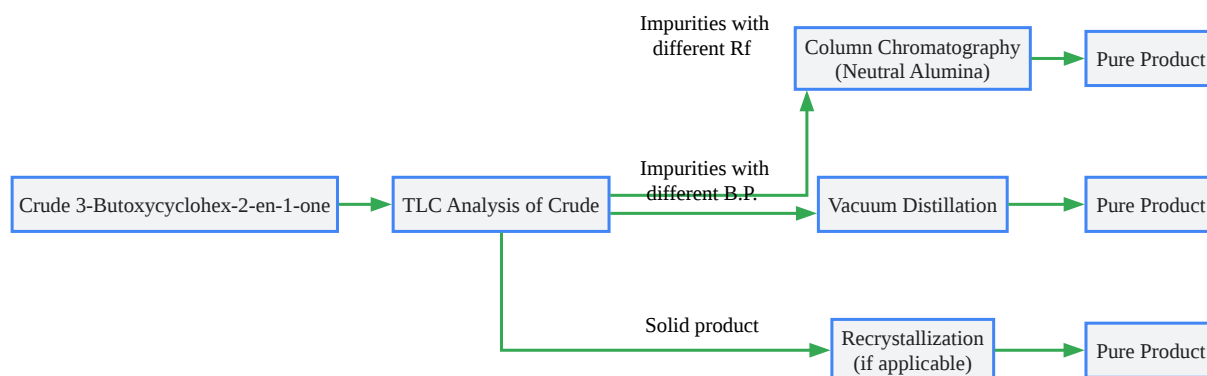 Impurities with
different Rf
Column Chromatography
(Neutral Alumina)
Pure Product
Crude 3-Butoxycyclohex-2-en-1-one
TLC Analysis of Crude
Impurities with
different B.P.
Vacuum Distillation
Pure Product
Solid product
Recrystallization
(if applicable)
Pure Product